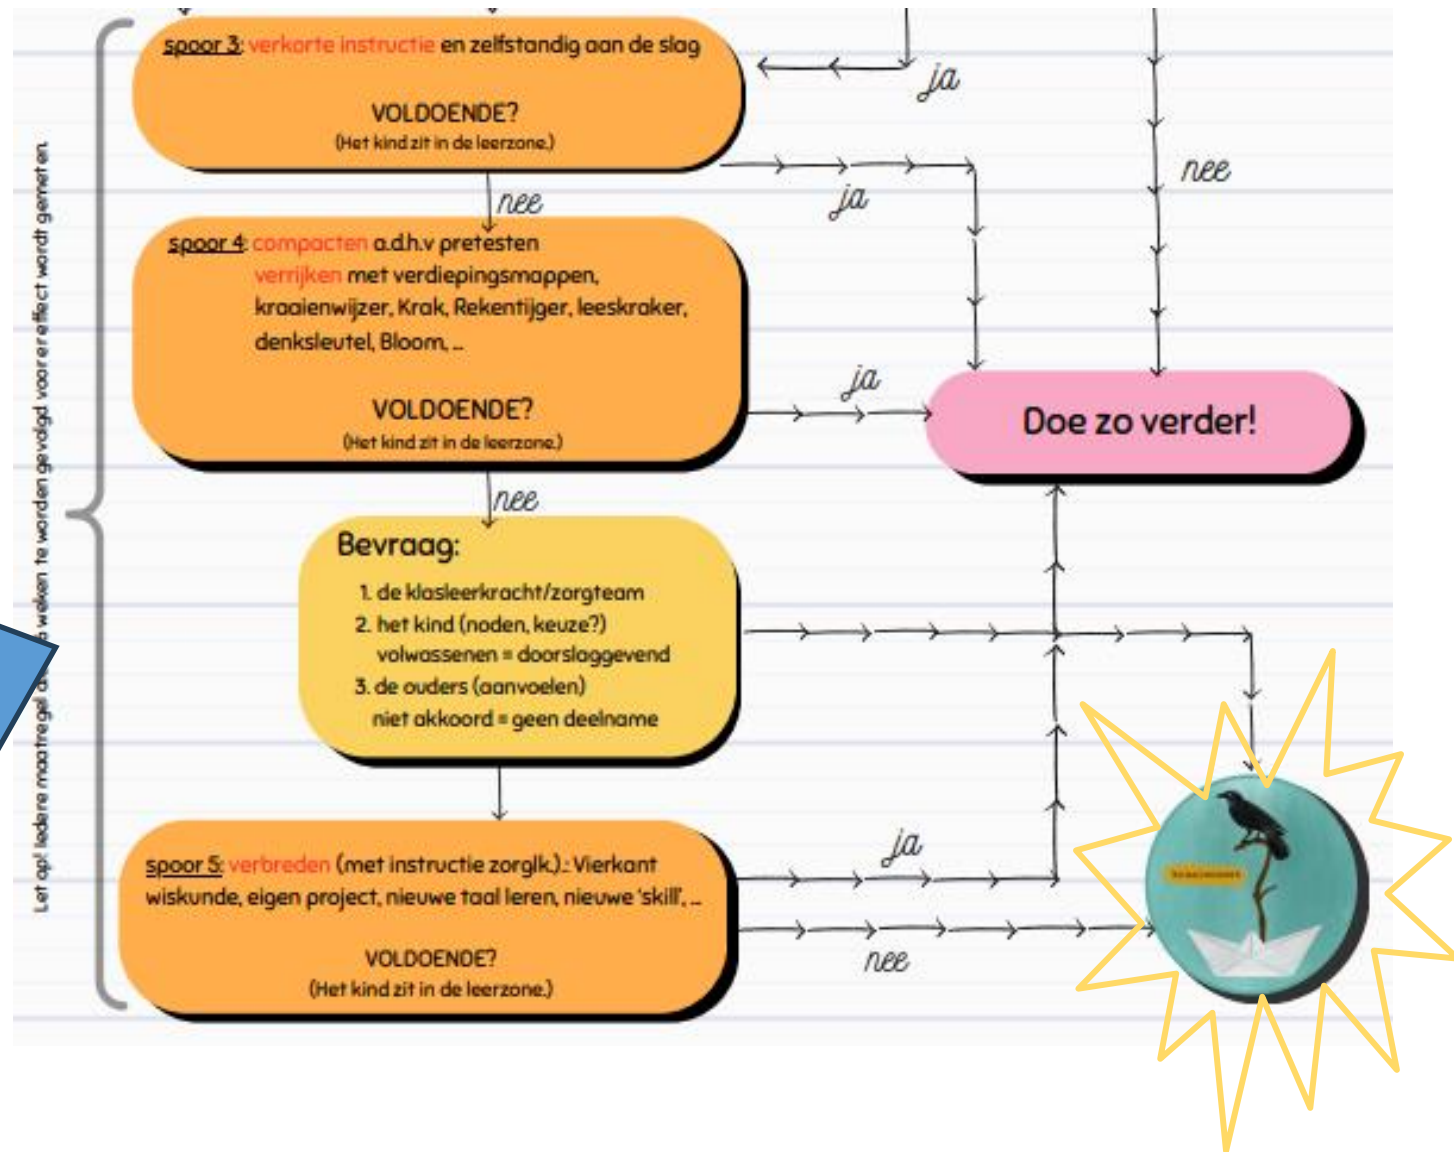 spoor 3: verkorte instructie en zelfstandig aan de slag
ja
VOLDOENDE?
(Het kind zit in de leerzone.)
ja
nee
nee
spoor 4: compacten a.d.h.v pretesten
verrijken met verdiepingsmappen,
kraaienwijzer, Krak, Rekentijger, leeskraker,
denksleutel, Bloom, ...
VOLDOENDE?
(Het kind zit in de leerzone.)
ja
Doe zo verder!
nee
Bevraag:
1. de klasleerkracht/zorgteam
2. het kind (noden, keuze?)
volwassenen = doorslaggevend
3. de ouders (aanvoelen)
niet akkoord = geen deelname
spoor 5: verbreden (met instructie zorglk.).: Vierkant
wiskunde, eigen project, nieuwe taal leren, nieuwe 'skill', ...
VOLDOENDE?
(Het kind zit in de leerzone.)
ja
nee
Let op! Iedere maatregel weken te worden gevolgd vooraleer effect wordt gemeten.